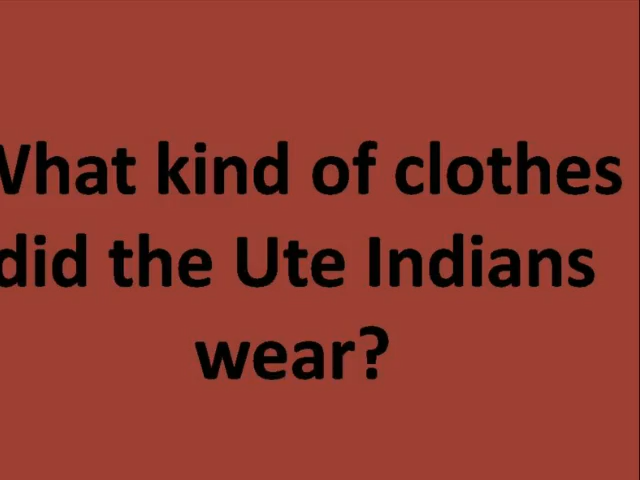 What kind of clothes
did the Ute Indians
wear?